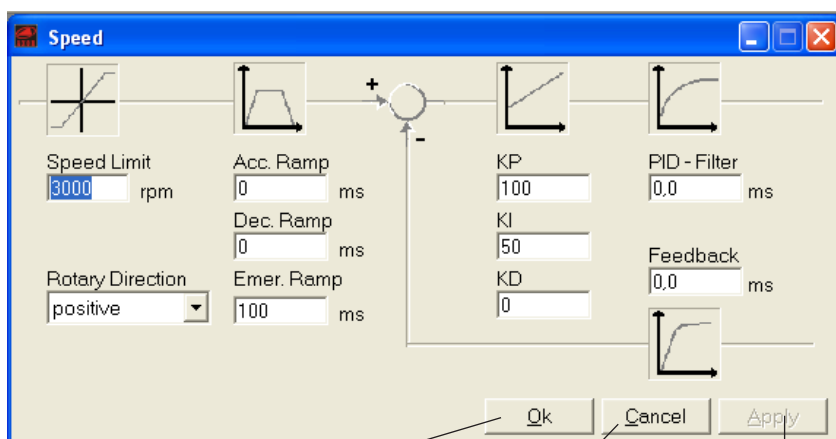 Speed
+
-
Speed Limit
3000 rpm
Rotary Direction
positive
Acc. Ramp
0 ms
Dec. Ramp
0 ms
Emer. Ramp
100 ms
KP
100
KI
50
KD
0
PID - Filter
0,0 ms
Feedback
0,0 ms
Ok Cancel Apply